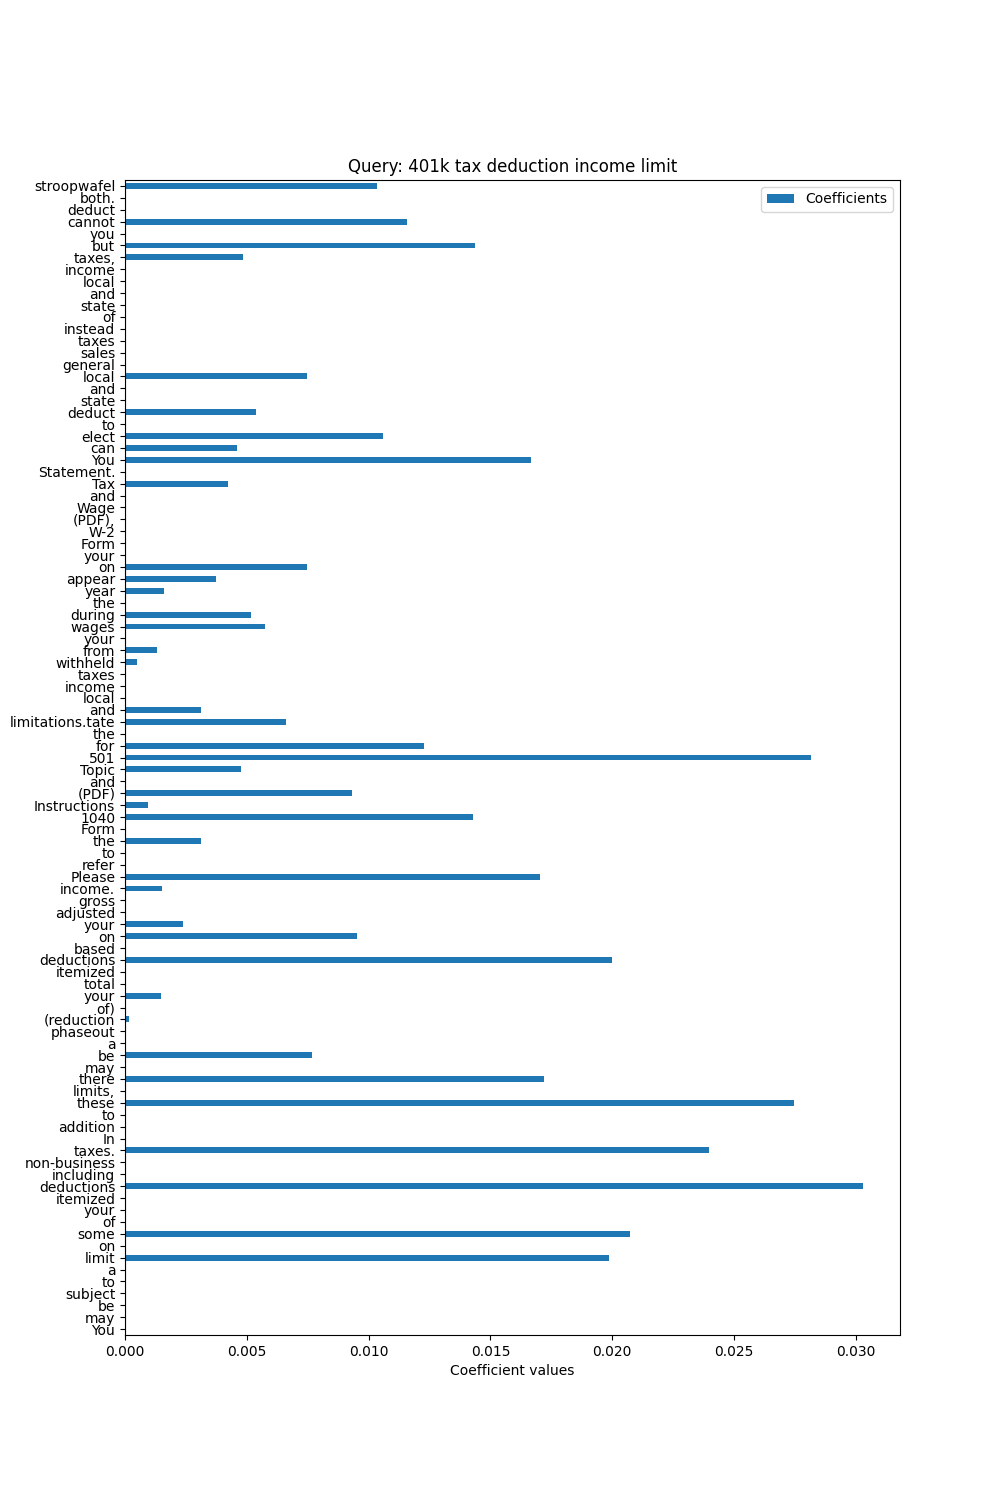 Query: 401k tax deduction income limit
Coefficients
stroopwafel
both.
deduct
cannot
you
but
taxes,
income
local
and
state
of
instead
taxes
sales
general
local
and
state
deduct
to
elect
can
You
Statement.
Tax
and
Wage
(PDF),
W-2
Form
your
on
appear
year
the
during
wages
your
from
withheld
taxes
income
local
and
limitations.tate
the
for
501
Topic
and
(PDF)
Instructions
1040
Form
the
to
refer
Please
income.
gross
adjusted
your
on
based
deductions
itemized
total
your
of)
(reduction
phaseout
a
be
may
there
limits,
these
to
addition
In
taxes.
non-business
including
deductions
itemized
your
of
some
on
limit
a
to
subject
be
may
You
0.000 0.005 0.010 0.015 0.020 0.025 0.030
Coefficient values